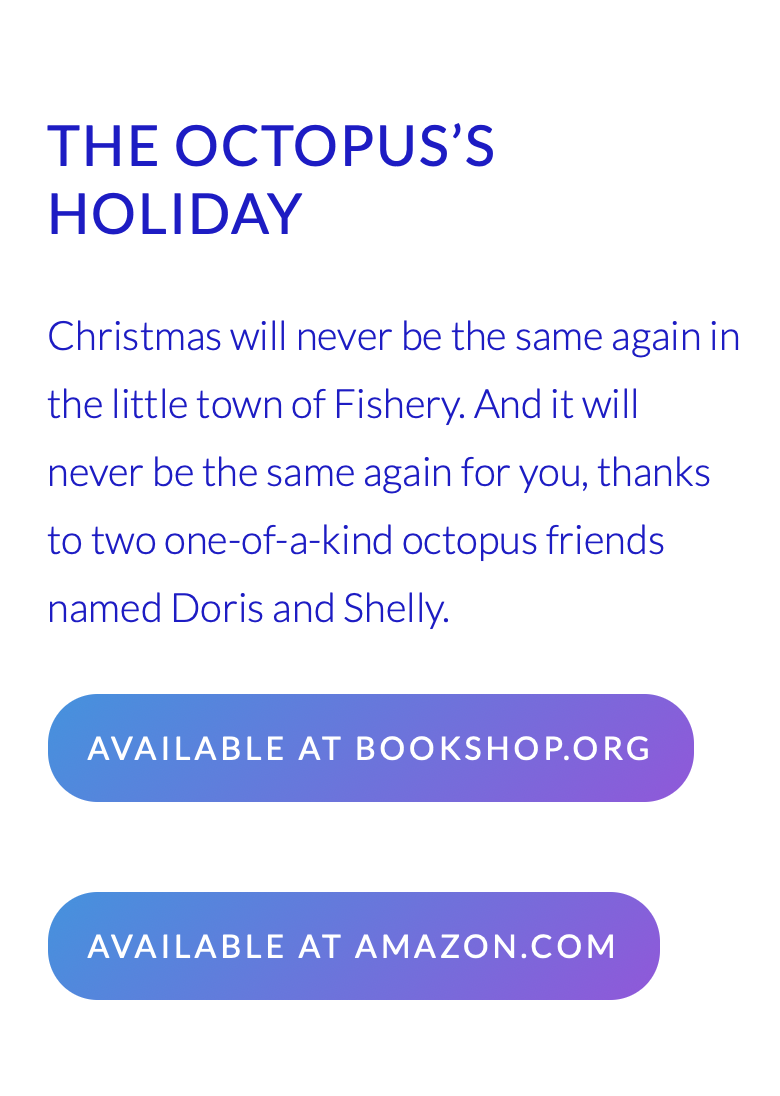 THE OCTOPUS’S
HOLIDAY
Christmas will never be the same again in
the little town of Fishery. And it will
never be the same again for you, thanks
to two one-of-a-kind octopus friends
named Doris and Shelly.
AVAILABLE AT BOOKSHOP.ORG
AVAILABLE AT AMAZON.COM